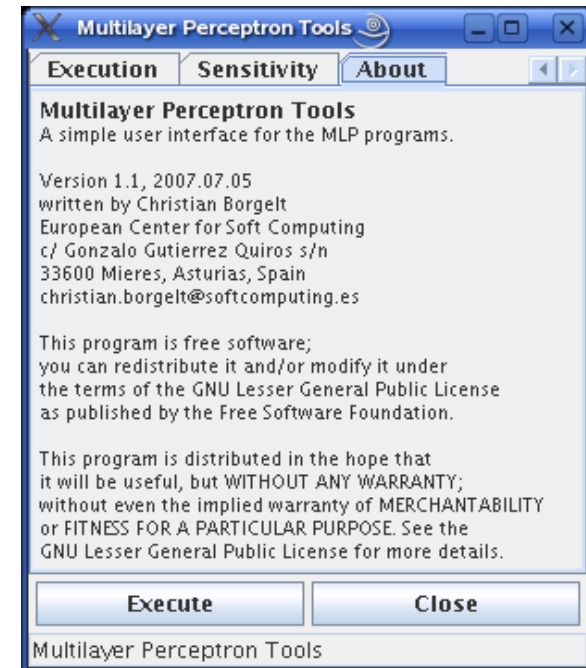 Multilayer Perceptron Tools
Execution Sensitivity About
Multilayer Perceptron Tools
A simple user interface for the MLP programs.
Version 1.1, 2007.07.05
written by Christian Borgelt
European Center for Soft Computing
c/ Gonzalo Gutierrez Quiros s/n
33600 Mieres, Asturias, Spain
christian.borgelt@softcomputing.es
This program is free software;
you can redistribute it and/or modify it under
the terms of the GNU Lesser General Public License
as published by the Free Software Foundation.
This program is distributed in the hope that
it will be useful, but WITHOUT ANY WARRANTY;
without even the implied warranty of MERCHANTABILITY
or FITNESS FOR A PARTICULAR PURPOSE. See the
GNU Lesser General Public License for more details.
Execute Close
Multilayer Perceptron Tools